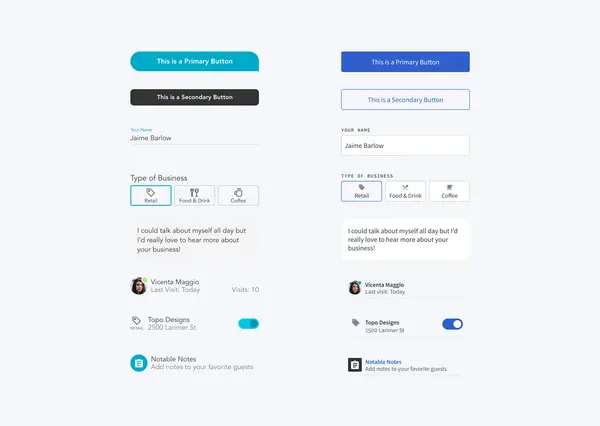 This is a Primary Button
This is a Secondary Button
Your Name
Jaime Barlow
Type of Business
Retail
Food & Drink
Coffee
I could talk about myself all day but
I'd really love to hear more about
your business!
Vicenta Maggio
Last Visit: Today
Visits: 10
Topo Designs
RETAIL
2500 Larimer St
Notable Notes
Add notes to your favorite guests
This is a Primary Button
This is a Secondary Button
YOUR NAME
Jaime Barlow
TYPE OF BUSINESS
Retail
Food & Drink
Coffee
I could talk about myself all day but I'd
really love to hear more about your
business!
Vicenta Maggio
Last visit: Today
Topo Designs
2500 Larimer St
Notable Notes
Add notes to your favorite guests